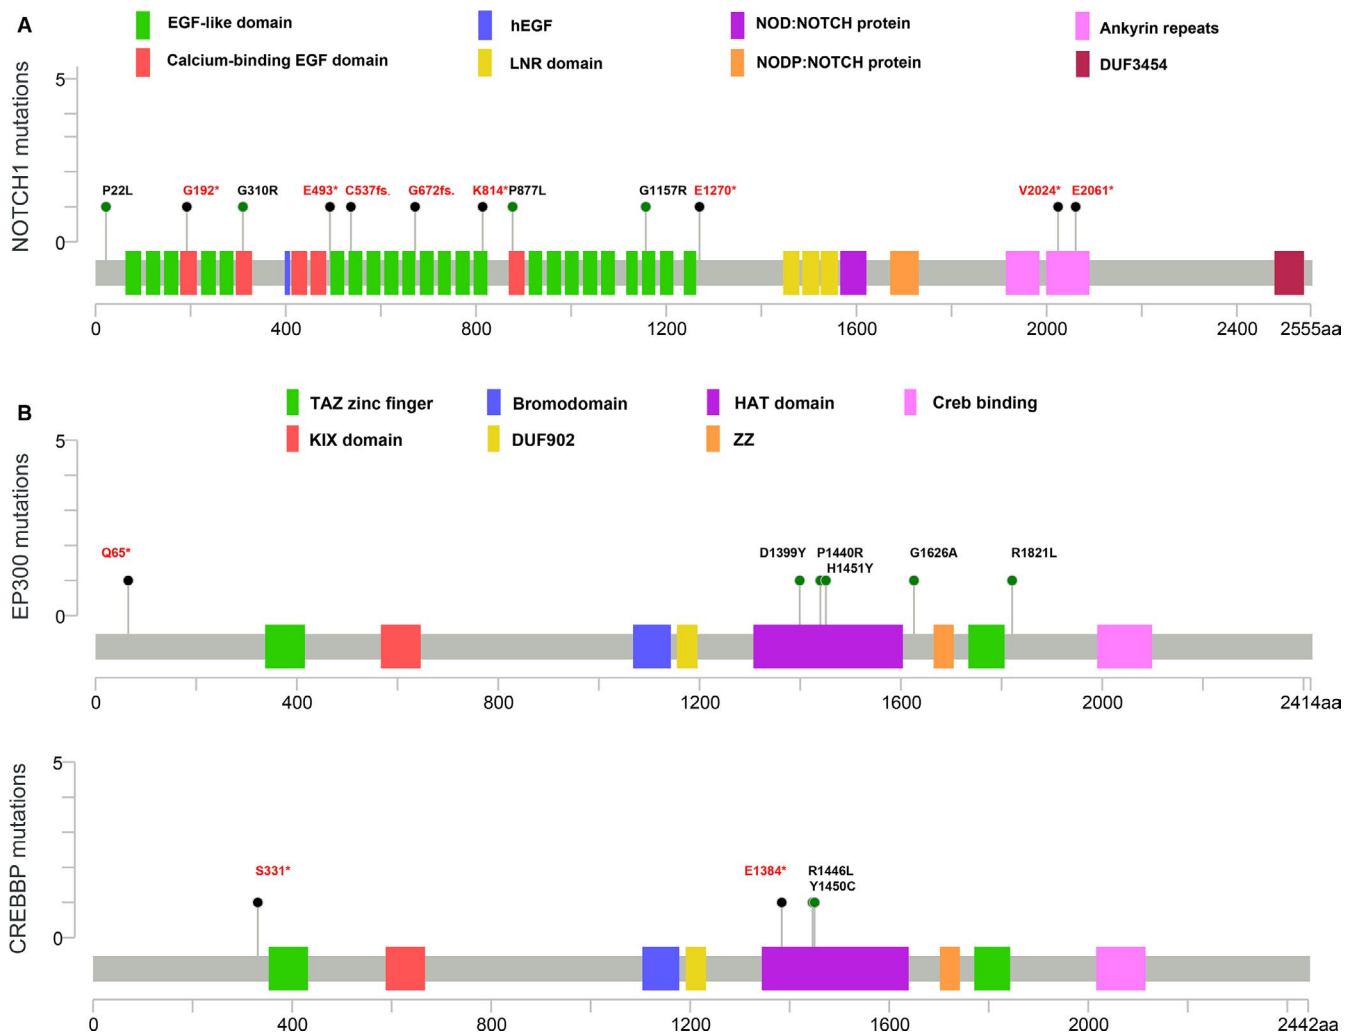 A
EGF-like domain
hEGF
NOD:NOTCH protein
Ankyrin repeats
Calcium-binding EGF domain
LNR domain
NODP:NOTCH protein
DUF3454
NOTCH1 mutations
5
0
P22L G192* G310R E493* C537fs. G672fs. K814* P877L G1157R E1270* V2024* E2061*
0 400 800 1200 1600 2000 2400 2555aa
B
TAZ zinc finger
Bromodomain
HAT domain
Creb binding
KIX domain
DUF902
ZZ
EP300 mutations
5
0
Q65* D1399Y P1440R G1626A R1821L
H1451Y
0 400 800 1200 1600 2000 2414aa
CREBBP mutations
5
0
S331* E1384* R1446L
Y1450C
0 400 800 1200 1600 2000 2442aa